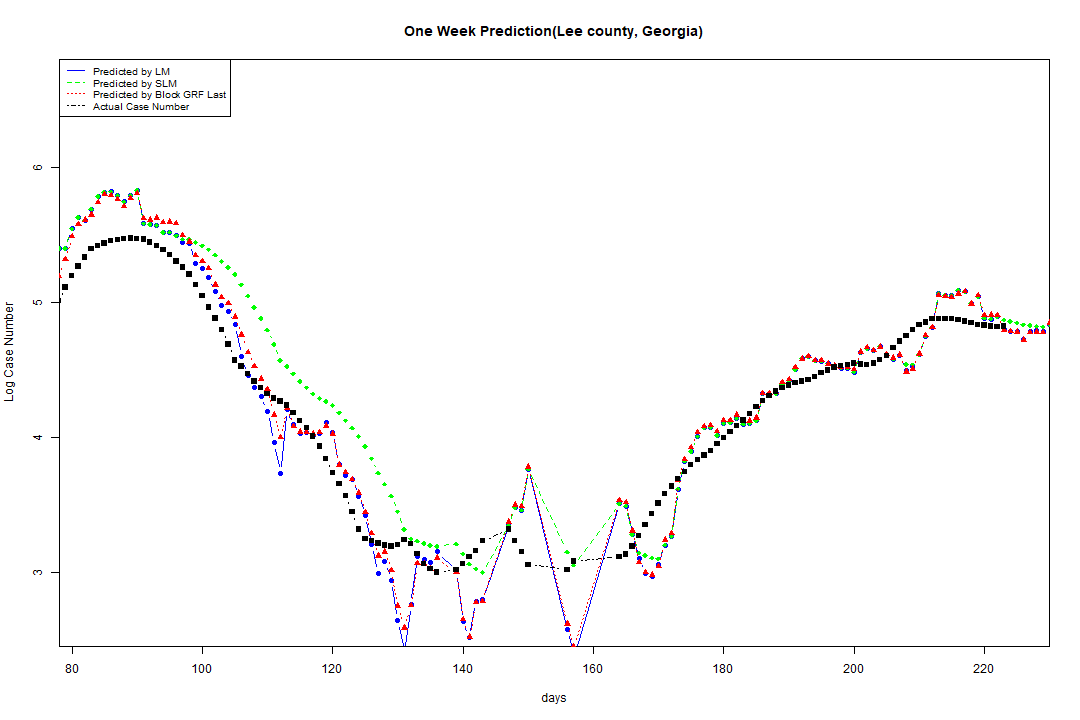 One Week Prediction(Lee county, Georgia)
Predicted by LM
Predicted by SLM
Predicted by Block GRF Last
Actual Case Number
Log Case Number
6
5
4
3
80 100 120 140 160 180 200 220
days